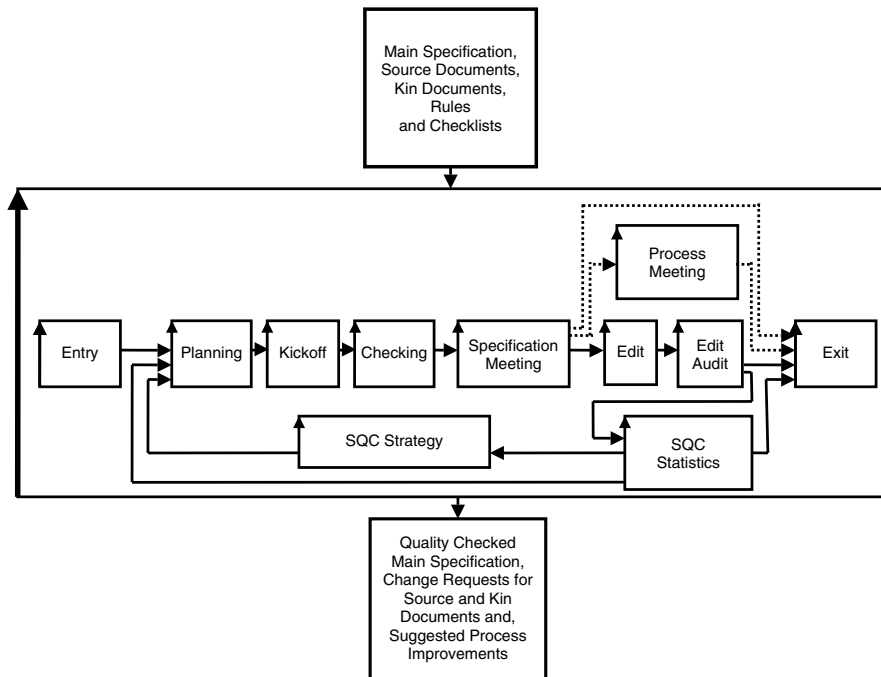 Main Specification,
Source Documents,
Kin Documents,
Rules
and Checklists
Process
Meeting
Entry
Planning
Kickoff
Checking
Specification
Meeting
Edit
Edit
Audit
Exit
SQC Strategy
SQC
Statistics
Quality Checked
Main Specification,
Change Requests for
Source and Kin
Documents and,
Suggested Process
Improvements